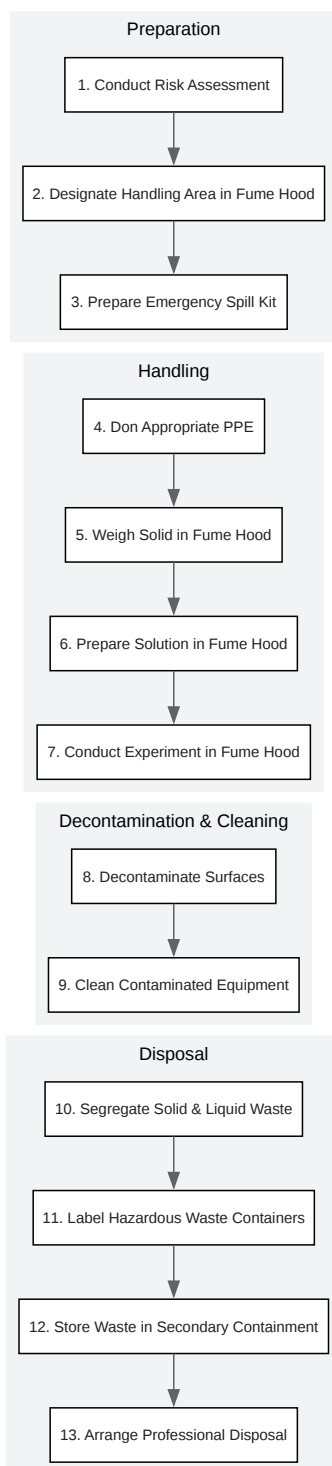 Preparation
1. Conduct Risk Assessment
2. Designate Handling Area in Fume Hood
3. Prepare Emergency Spill Kit
Handling
4. Don Appropriate PPE
5. Weigh Solid in Fume Hood
6. Prepare Solution in Fume Hood
7. Conduct Experiment in Fume Hood
Decontamination & Cleaning
8. Decontaminate Surfaces
9. Clean Contaminated Equipment
Disposal
10. Segregate Solid & Liquid Waste
11. Label Hazardous Waste Containers
12. Store Waste in Secondary Containment
13. Arrange Professional Disposal